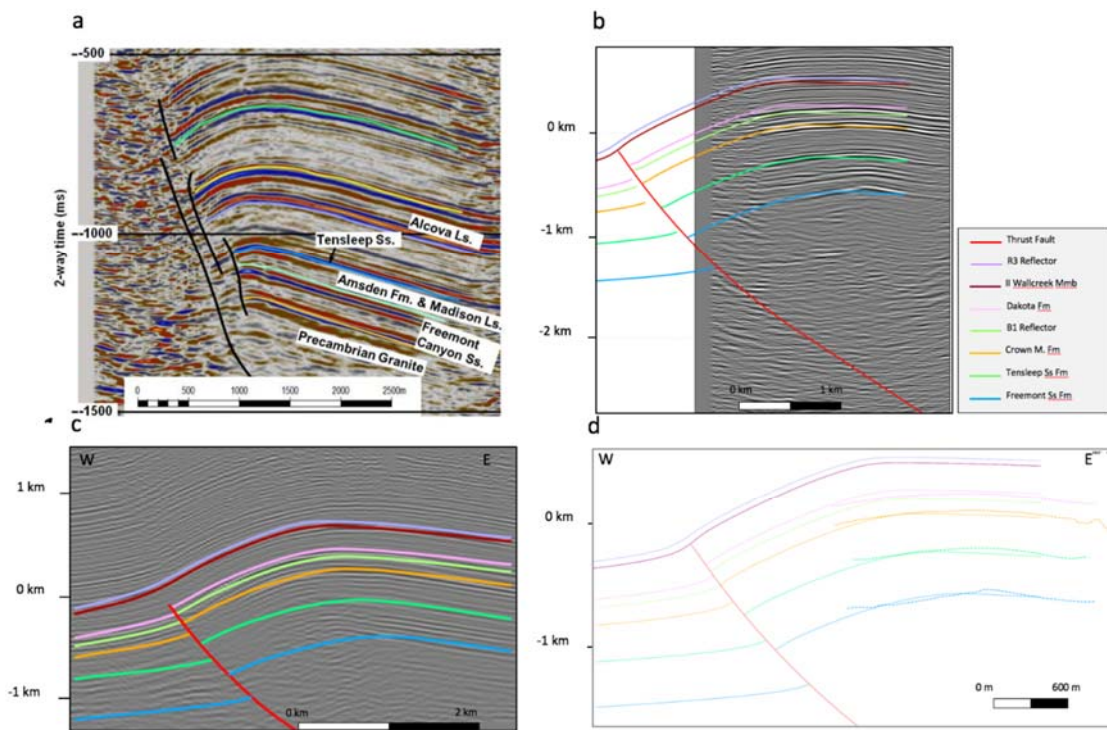 a
-500
-1000
-1500
2-way time (ms)
Alcova Ls.
Tensleep Ss.
Amsden Fm. & Madison Ls.
Freemont
Canyon Ss.
Precambrian Granite
0 500 1000 1500 2000 2500m
b
0 km
-1 km
-2 km
0 km 1 km
Thrust Fault
R3 Reflector
II Wallcreek Mmb
Dakota Fm
B1 Reflector
Crown M. Fm
Tensleep Ss Fm
Freemont Ss Fm
c
W E
1 km
0 km
-1 km
0 km 2 km
d
W E
0 km
-1 km
0 m 600 m